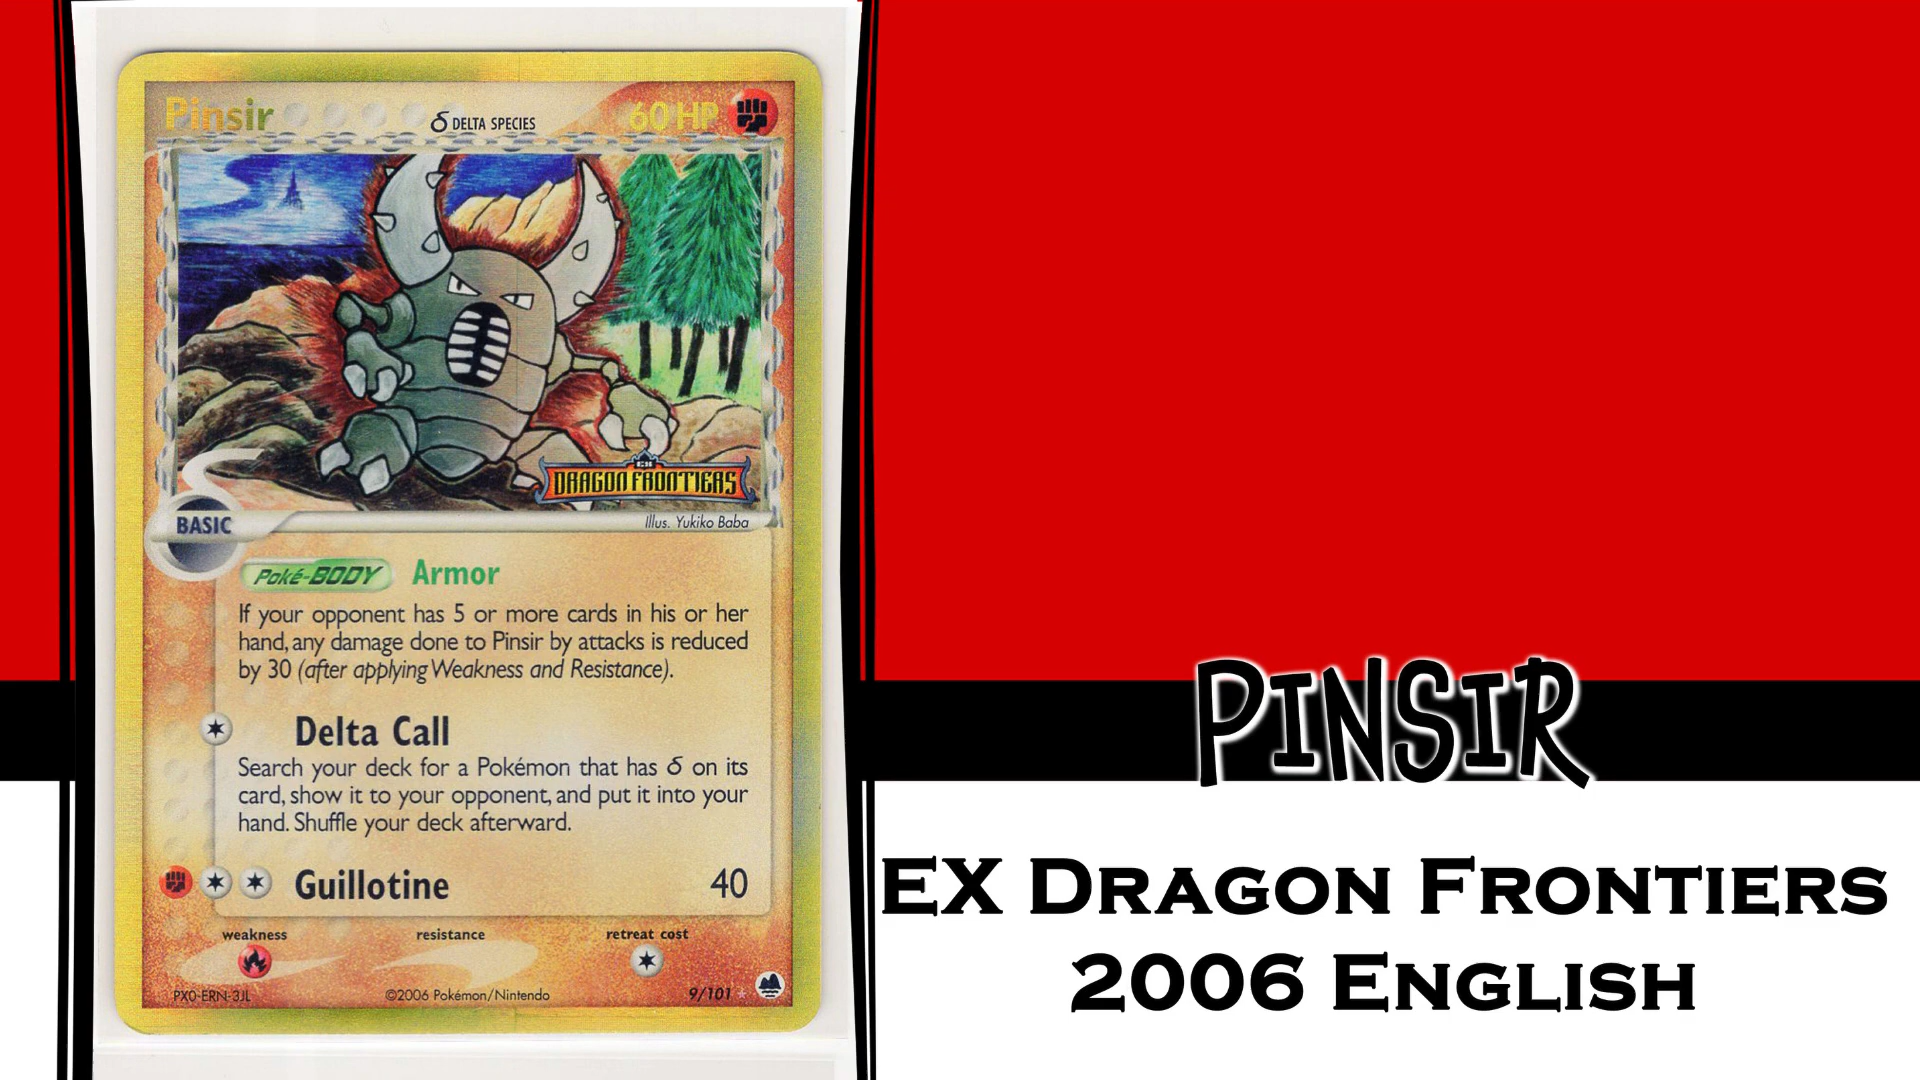 Pinsir
δ DELTA SPECIES
60 HP
EX
DRAGON FRONTIERS
BASIC
Illus. Yukiko Baba
Poké-BODY Armor
If your opponent has 5 or more cards in his or her
hand, any damage done to Pinsir by attacks is reduced
by 30 (after applying Weakness and Resistance).
Delta Call
Search your deck for a Pokémon that has δ on its
card, show it to your opponent, and put it into your
hand. Shuffle your deck afterward.
Guillotine 40
weakness resistance retreat cost
PX0-ERN-3JL ©2006 Pokémon/Nintendo 9/101
PINSIR
EX Dragon Frontiers
2006 English